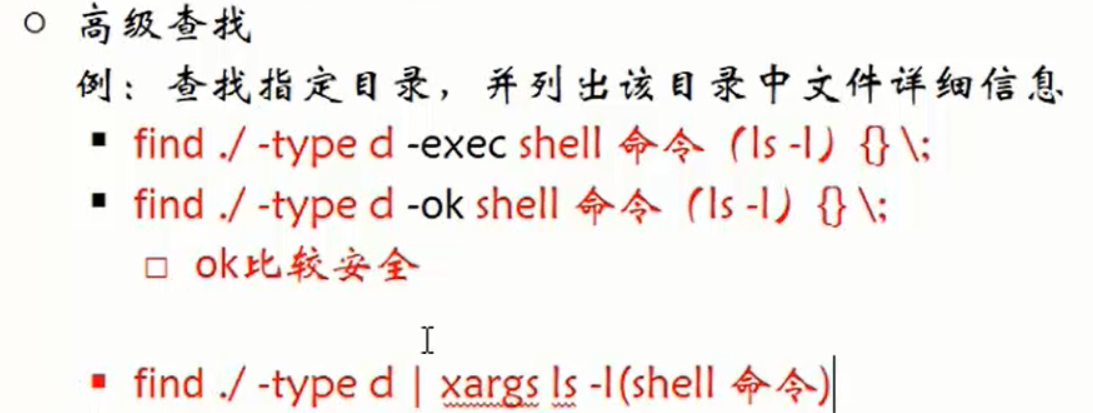 高级查找
例：查找指定目录，并列出该目录中文件详细信息
find ./ -type d -exec shell 命令（ls -l）{} \;
find ./ -type d -ok shell 命令（ls -l）{} \;
ok比较安全
find ./ -type d | xargs ls -l(shell 命令)